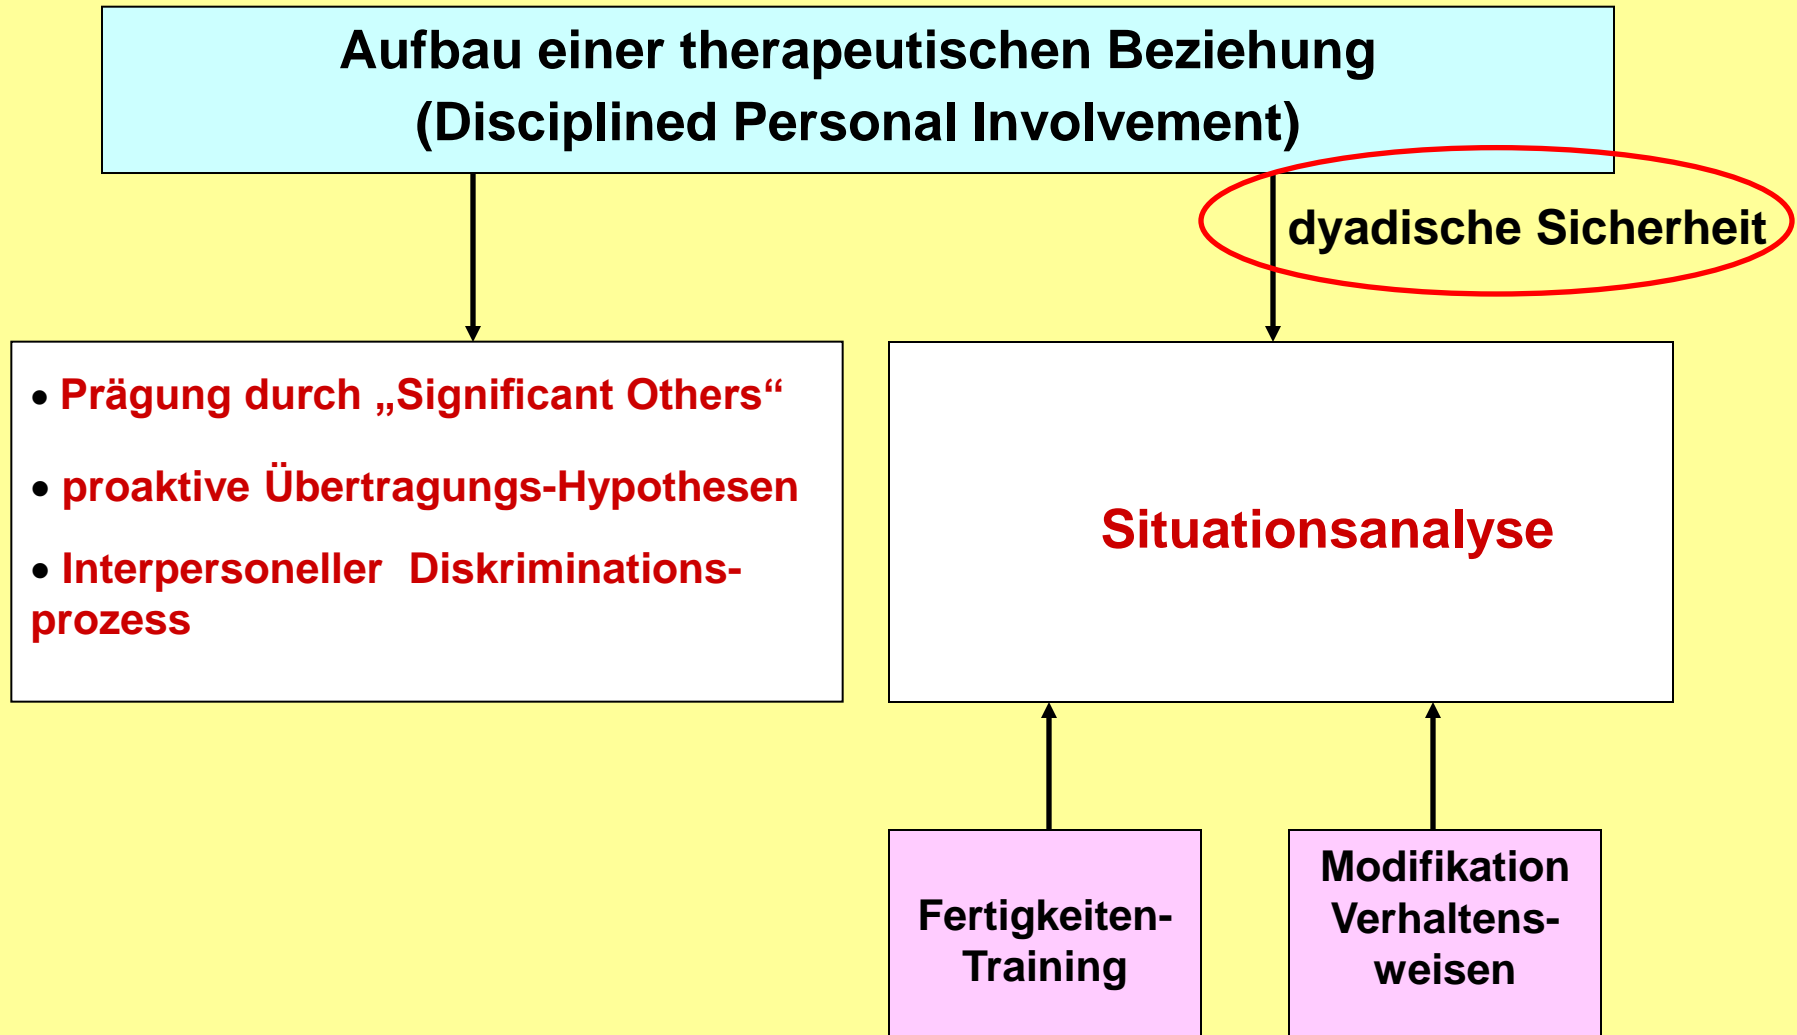 Aufbau einer therapeutischen Beziehung
(Disciplined Personal Involvement)
dyadische Sicherheit
• Prägung durch „Significant Others“
• proaktive Übertragungs-Hypothesen
• Interpersoneller Diskriminations-
prozess
Situationsanalyse
Fertigkeiten-
Training
Modifikation
Verhaltens-
weisen